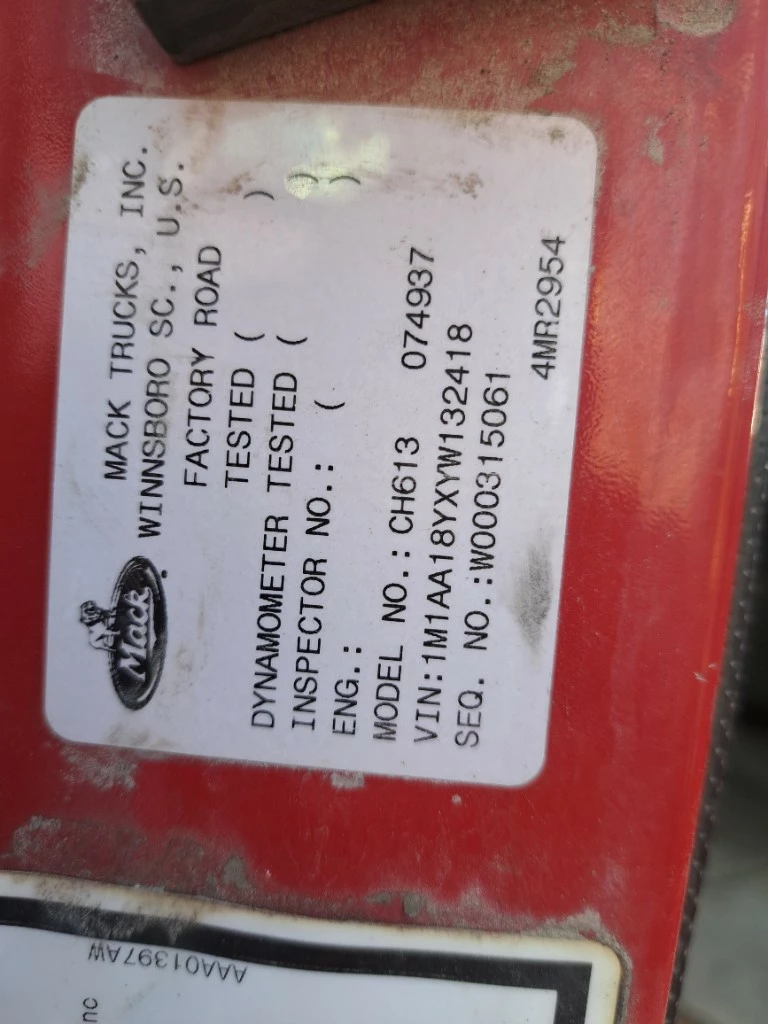 Mack
MACK TRUCKS, INC.
WINNSBORO SC., U.S.
FACTORY ROAD
TESTED ( )
DYNAMOMETER TESTED ( )
INSPECTOR NO.: ( )
ENG.:
MODEL NO.: CH613 074937
VIN:1M1AA18YXYW132418
SEQ. NO.:W000315061
4MR2954
AAA01397AW
nc